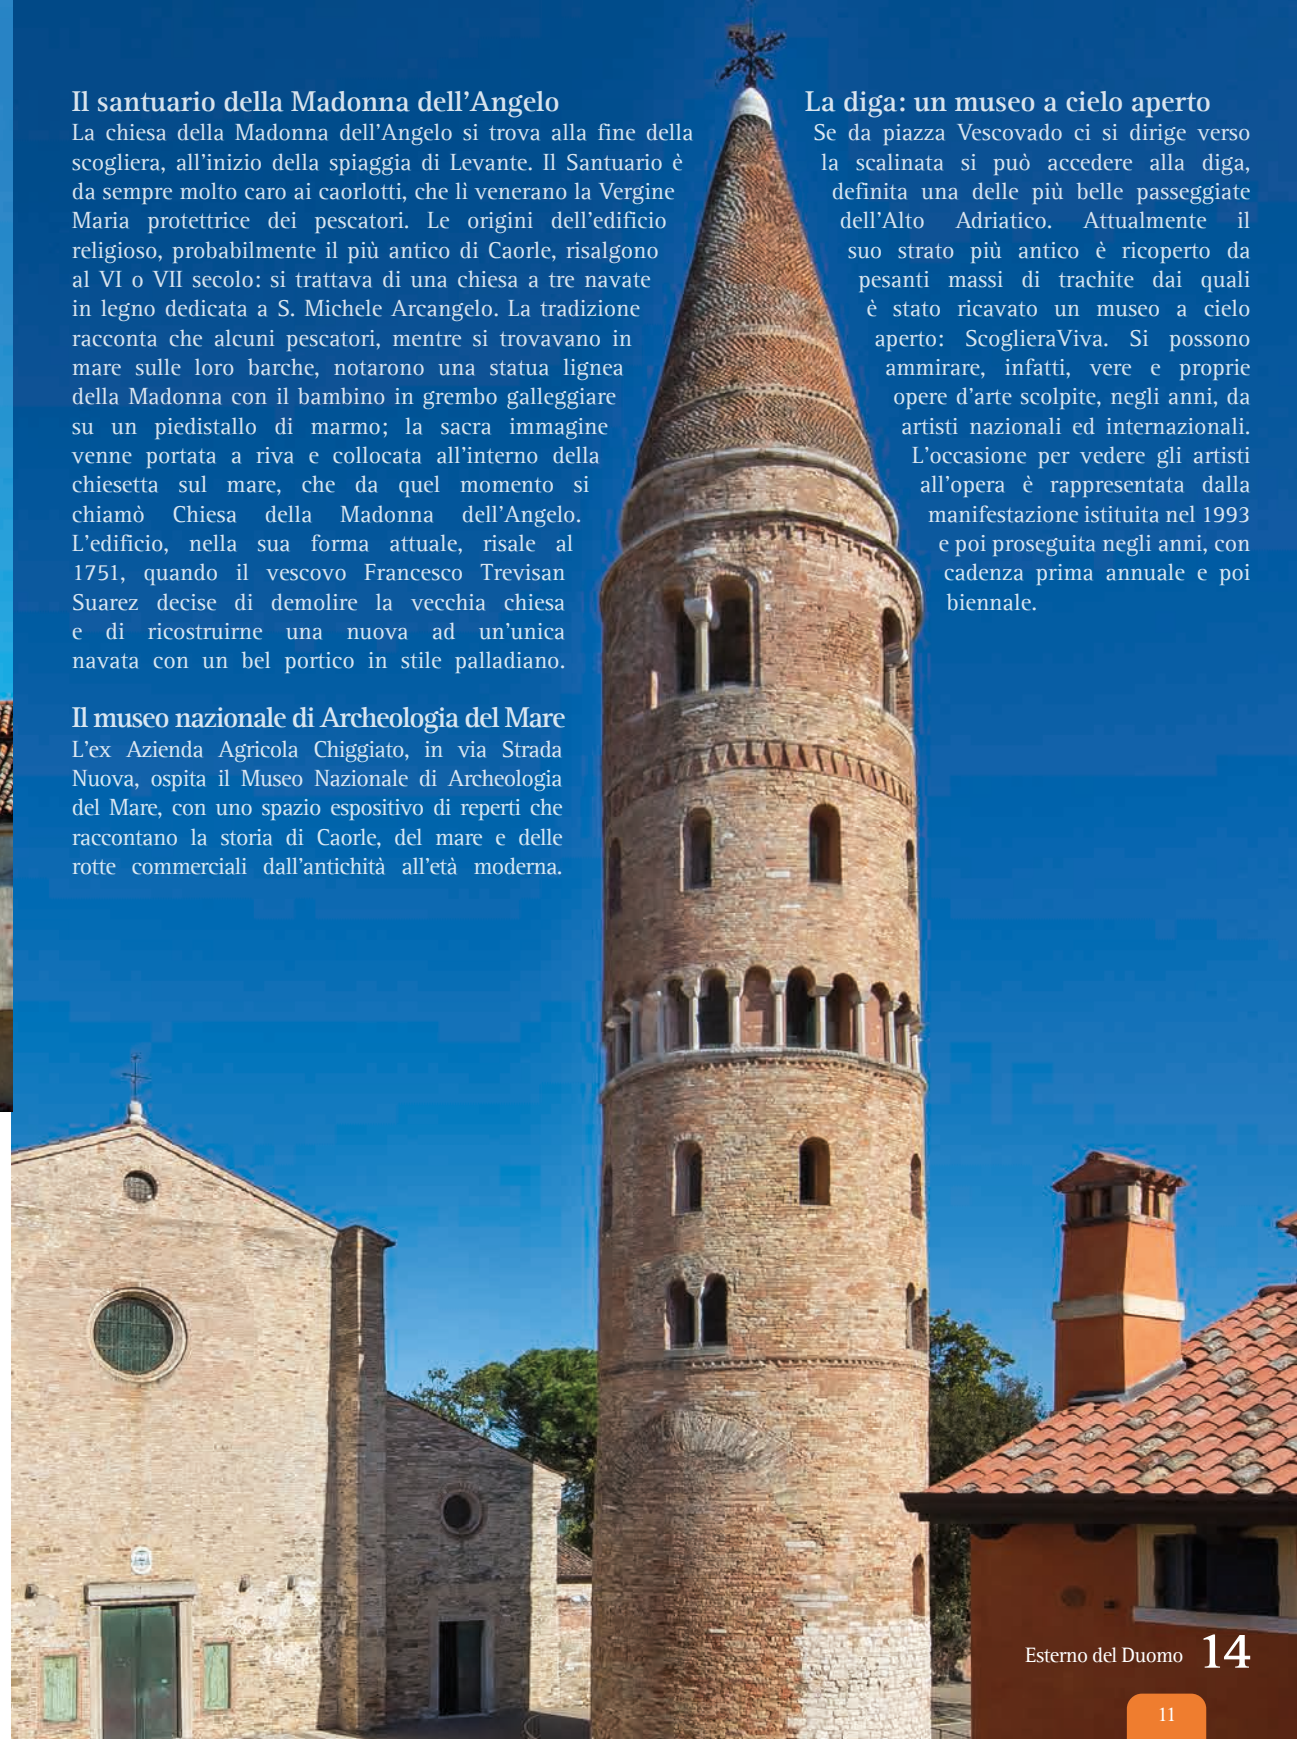 Il santuario della Madonna dell'Angelo
La chiesa della Madonna dell'Angelo si trova alla fine della
scogliera, all'inizio della spiaggia di Levante. Il Santuario è
da sempre molto caro ai caorlotti, che lì venerano la Vergine
Maria protettrice dei pescatori. Le origini dell'edificio
religioso, probabilmente il più antico di Caorle, risalgono
al VI o VII secolo: si trattava di una chiesa a tre navate
in legno dedicata a S. Michele Arcangelo. La tradizione
racconta che alcuni pescatori, mentre si trovavano in
mare sulle loro barche, notarono una statua lignea
della Madonna con il bambino in grembo galleggiare
su un piedistallo di marmo; la sacra immagine
venne portata a riva e collocata all'interno della
chiesetta sul mare, che da quel momento si
chiamò Chiesa della Madonna dell'Angelo.
L'edificio, nella sua forma attuale, risale al
1751, quando il vescovo Francesco Trevisan
Suarez decise di demolire la vecchia chiesa
e di ricostruirne una nuova ad un'unica
navata con un bel portico in stile palladiano.
Il museo nazionale di Archeologia del Mare
L'ex Azienda Agricola Chiggiato, in via Strada
Nuova, ospita il Museo Nazionale di Archeologia
del Mare, con uno spazio espositivo di reperti che
raccontano la storia di Caorle, del mare e delle
rotte commerciali dall'antichità all'età moderna.
La diga: un museo a cielo aperto
Se da piazza Vescovado ci si dirige verso
la scalinata si può accedere alla diga,
definita una delle più belle passeggiate
dell'Alto Adriatico. Attualmente il
suo strato più antico è ricoperto da
pesanti massi di trachite dai quali
è stato ricavato un museo a cielo
aperto: ScoglieraViva. Si possono
ammirare, infatti, vere e proprie
opere d'arte scolpite, negli anni, da
artisti nazionali ed internazionali.
L'occasione per vedere gli artisti
all'opera è rappresentata dalla
manifestazione istituita nel 1993
e poi proseguita negli anni, con
cadenza prima annuale e poi
biennale.
Esterno del Duomo 14
11